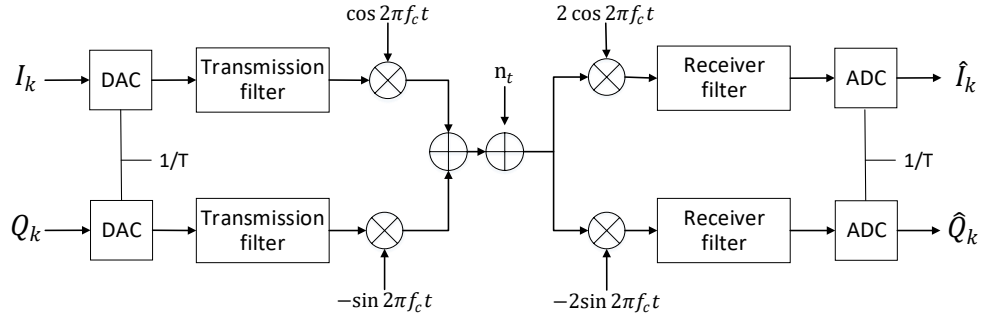 cos 2πf_c t
2 cos 2πf_c t
I_k
DAC
Transmission
filter
n_t
Receiver
filter
ADC
Î_k
1/T
1/T
Q_k
DAC
Transmission
filter
Receiver
filter
ADC
Q̂_k
−sin 2πf_c t
−2sin 2πf_c t